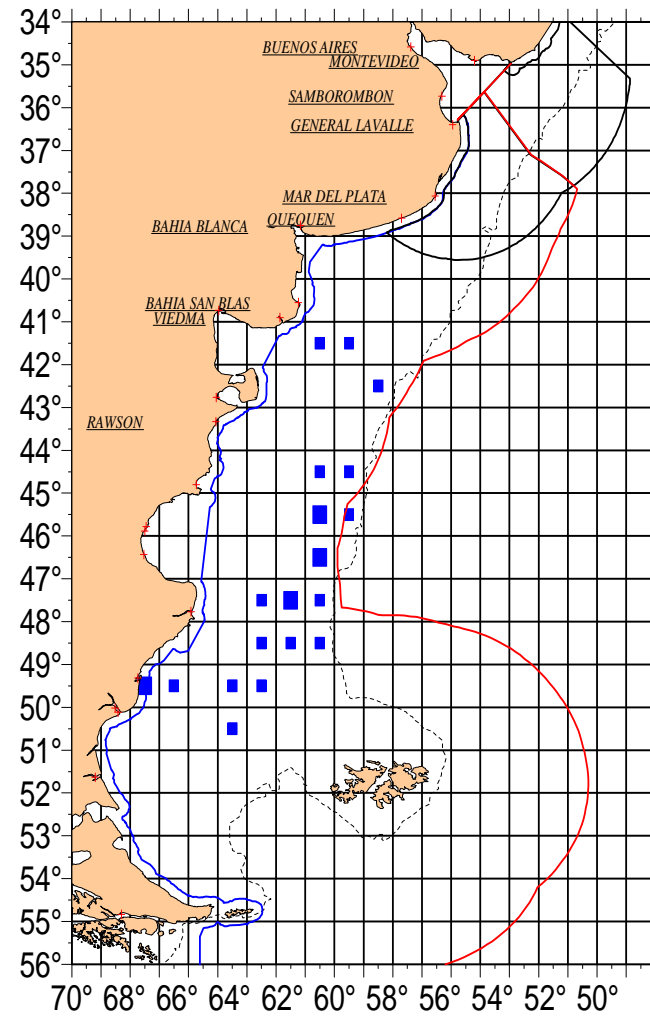 34°
BUENOS AIRES
35°
MONTEVIDEO
36°
SAMBOROMBON
GENERAL LAVALLE
37°
38°
MAR DEL PLATA
QUEQUEN
39°
BAHIA BLANCA
40°
41°
BAHIA SAN BLAS
VIEDMA
42°
43°
RAWSON
44°
45°
46°
47°
48°
49°
50°
51°
52°
53°
54°
55°
56°
70° 68° 66° 64° 62° 60° 58° 56° 54° 52° 50°